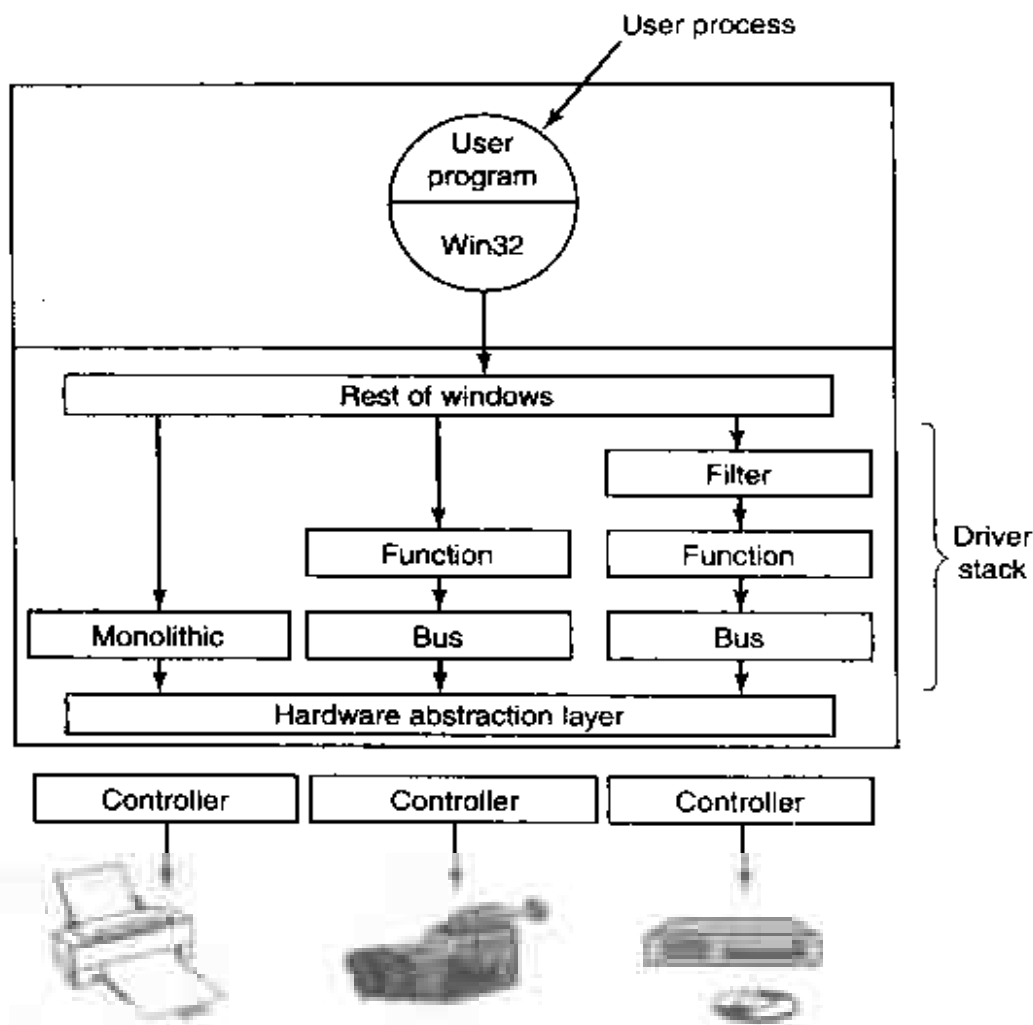 User process
User
program
Win32
Rest of windows
Filter
Function
Function
Driver
stack
Monolithic
Bus
Bus
Hardware abstraction layer
Controller
Controller
Controller